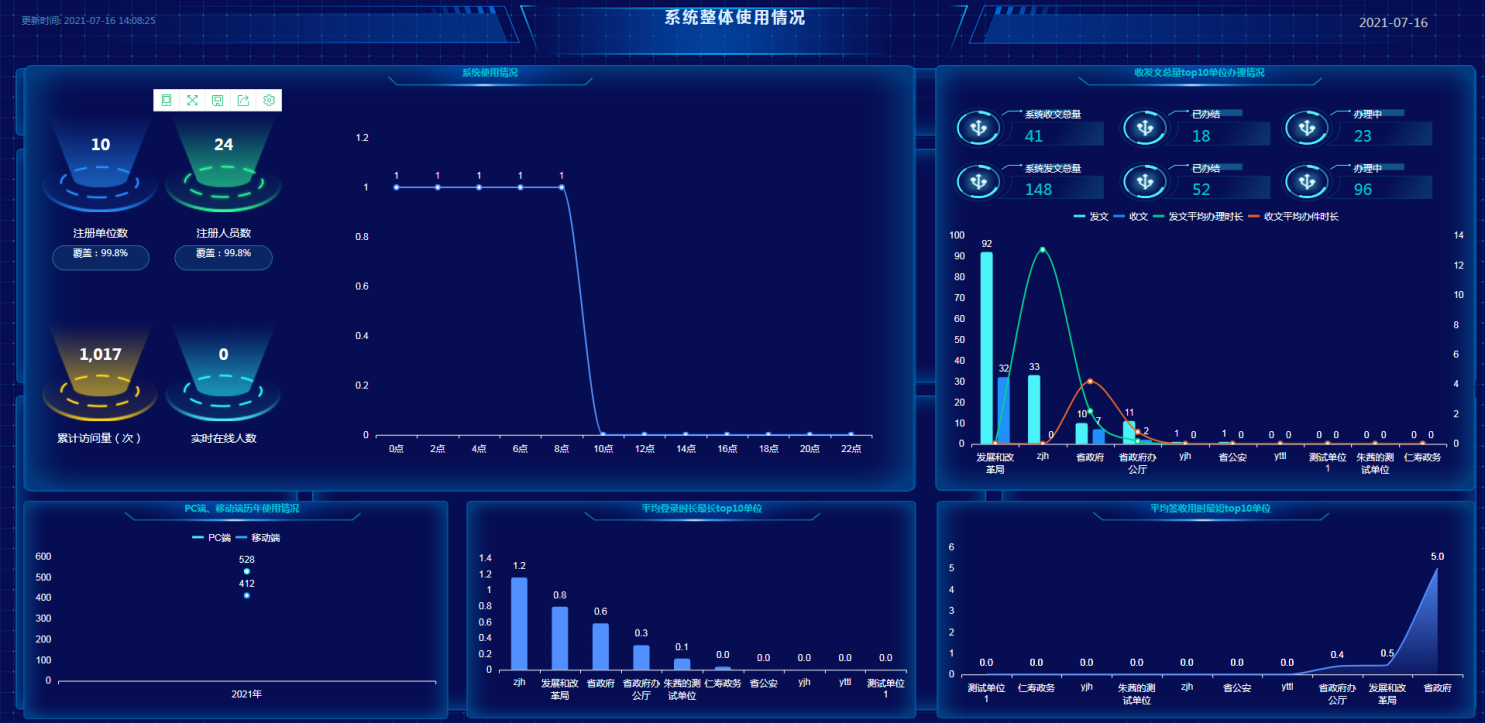 更新时间: 2021-07-16 14:08:25
系统整体使用情况
2021-07-16
系统使用情况
10
注册单位数
覆盖：99.8%
24
注册人员数
覆盖：99.8%
1,017
累计访问量（次）
0
实时在线人数
1.2
1
0.8
0.6
0.4
0.2
0
1 1 1 1 1
0点 2点 4点 6点 8点 10点 12点 14点 16点 18点 20点 22点
收发文总量top10单位办理情况
系统收文总量
41
已办结
18
办理中
23
系统发文总量
148
已办结
52
办理中
96
发文 收文 发文平均办理时长 收文平均办件时长
100
90
80
70
60
50
40
30
20
10
0
14
12
10
8
6
4
2
0
92 32 33 0 10 7 11 2 1 0 1 0 0 0 0 0 0 0 0 0
发展和改
革局
zjh
省政府
省政府办
公厅
yjh
省公安
yttl
测试单位
1
朱茜的测
试单位
仁寿政务
PC端、移动端历年使用情况
PC端 移动端
600
500
400
300
200
100
0
528
412
2021年
平均登录时长最长top10单位
1.4
1.2
1
0.8
0.6
0.4
0.2
0
1.2 0.8 0.6 0.3 0.1 0.0 0.0 0.0 0.0 0.0
zjh
发展和改
革局
省政府
省政府办
公厅
朱茜的测
试单位
仁寿政务
省公安
yjh
yttl
测试单位
1
平均签收用时最短top10单位
6
5
4
3
2
1
0
0.0 0.0 0.0 0.0 0.0 0.0 0.0 0.4 0.5 5.0
测试单位
1
仁寿政务
yjh
朱茜的测
试单位
zjh
省公安
yttl
省政府办
公厅
发展和改
革局
省政府